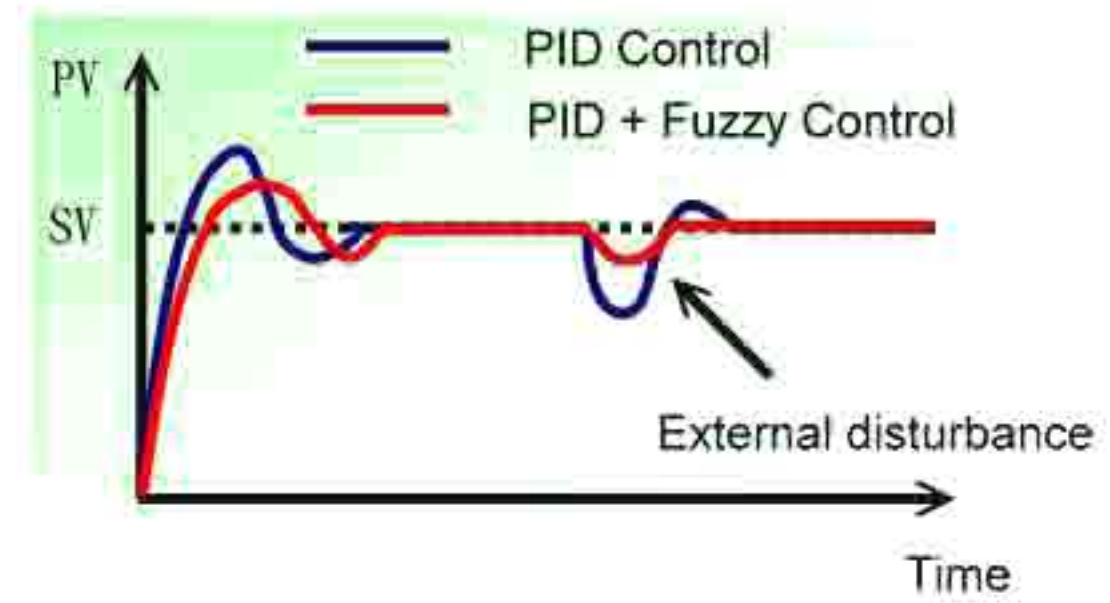 PID Control
PV
PID + Fuzzy Control
SV
External disturbance
Time